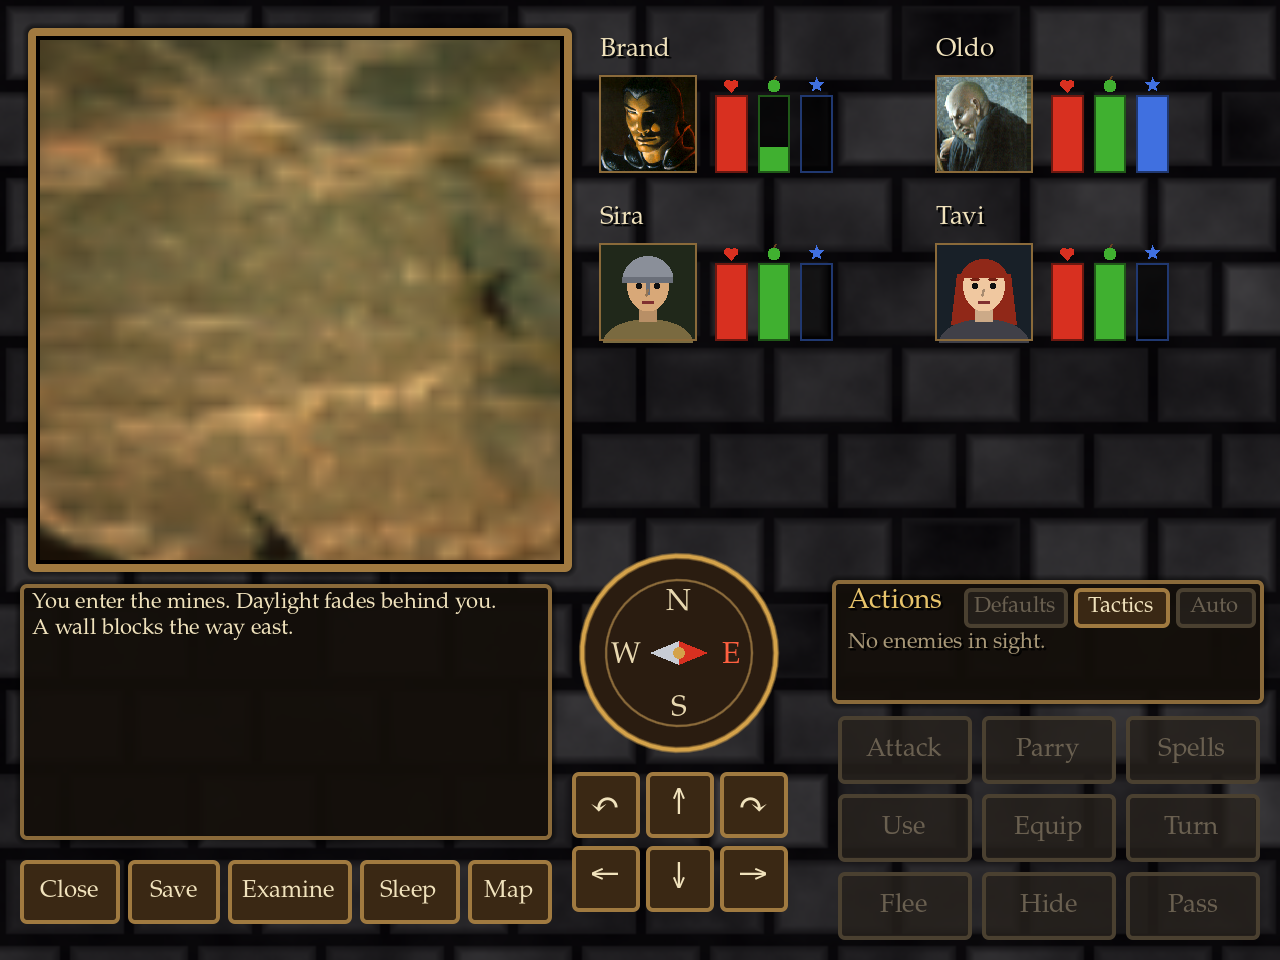 Brand
Oldo
Sira
Tavi
You enter the mines. Daylight fades behind you.
A wall blocks the way east.
N
W E
S
Actions Defaults Tactics Auto
No enemies in sight.
Attack Parry Spells
Use Equip Turn
Flee Hide Pass
Close Save Examine Sleep Map